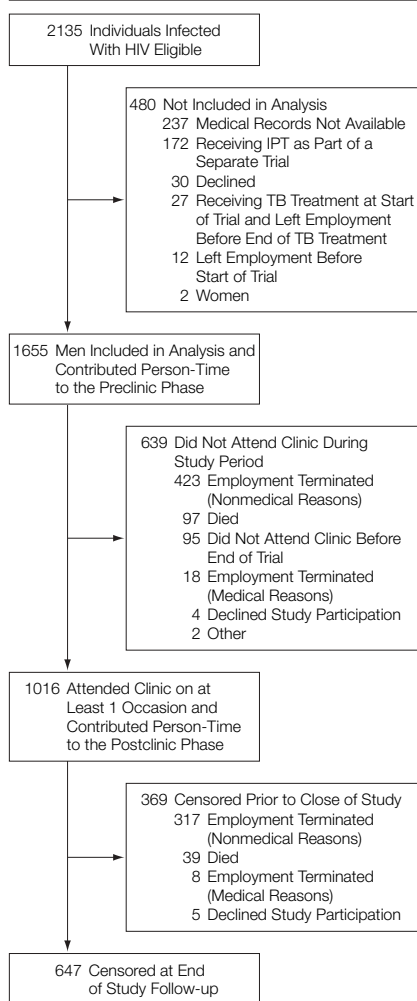 2135 Individuals Infected
With HIV Eligible
480 Not Included in Analysis
237 Medical Records Not Available
172 Receiving IPT as Part of a
Separate Trial
30 Declined
27 Receiving TB Treatment at Start
of Trial and Left Employment
Before End of TB Treatment
12 Left Employment Before
Start of Trial
2 Women
1655 Men Included in Analysis and
Contributed Person-Time
to the Preclinic Phase
639 Did Not Attend Clinic During
Study Period
423 Employment Terminated
(Nonmedical Reasons)
97 Died
95 Did Not Attend Clinic Before
End of Trial
18 Employment Terminated
(Medical Reasons)
4 Declined Study Participation
2 Other
1016 Attended Clinic on at
Least 1 Occasion and
Contributed Person-Time
to the Postclinic Phase
369 Censored Prior to Close of Study
317 Employment Terminated
(Nonmedical Reasons)
39 Died
8 Employment Terminated
(Medical Reasons)
5 Declined Study Participation
647 Censored at End
of Study Follow-up